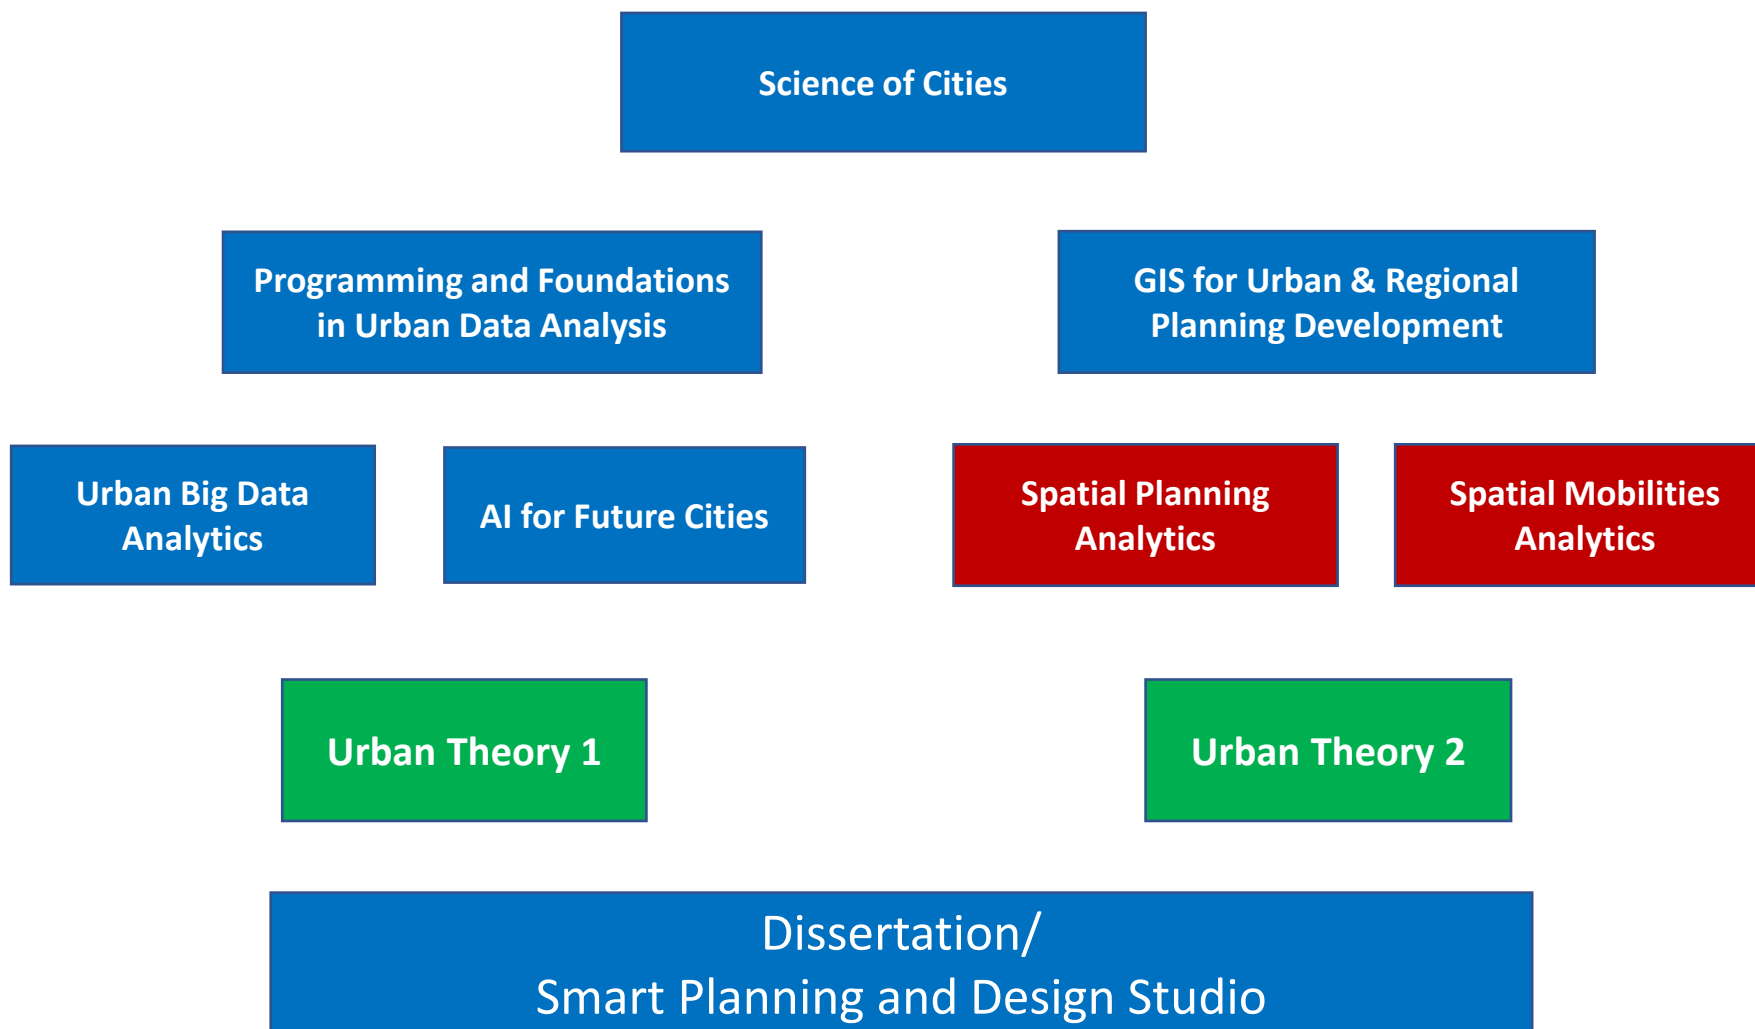 Science of Cities
Programming and Foundations
in Urban Data Analysis
GIS for Urban & Regional
Planning Development
Urban Big Data
Analytics
AI for Future Cities
Spatial Planning
Analytics
Spatial Mobilities
Analytics
Urban Theory 1
Urban Theory 2
Dissertation/
Smart Planning and Design Studio